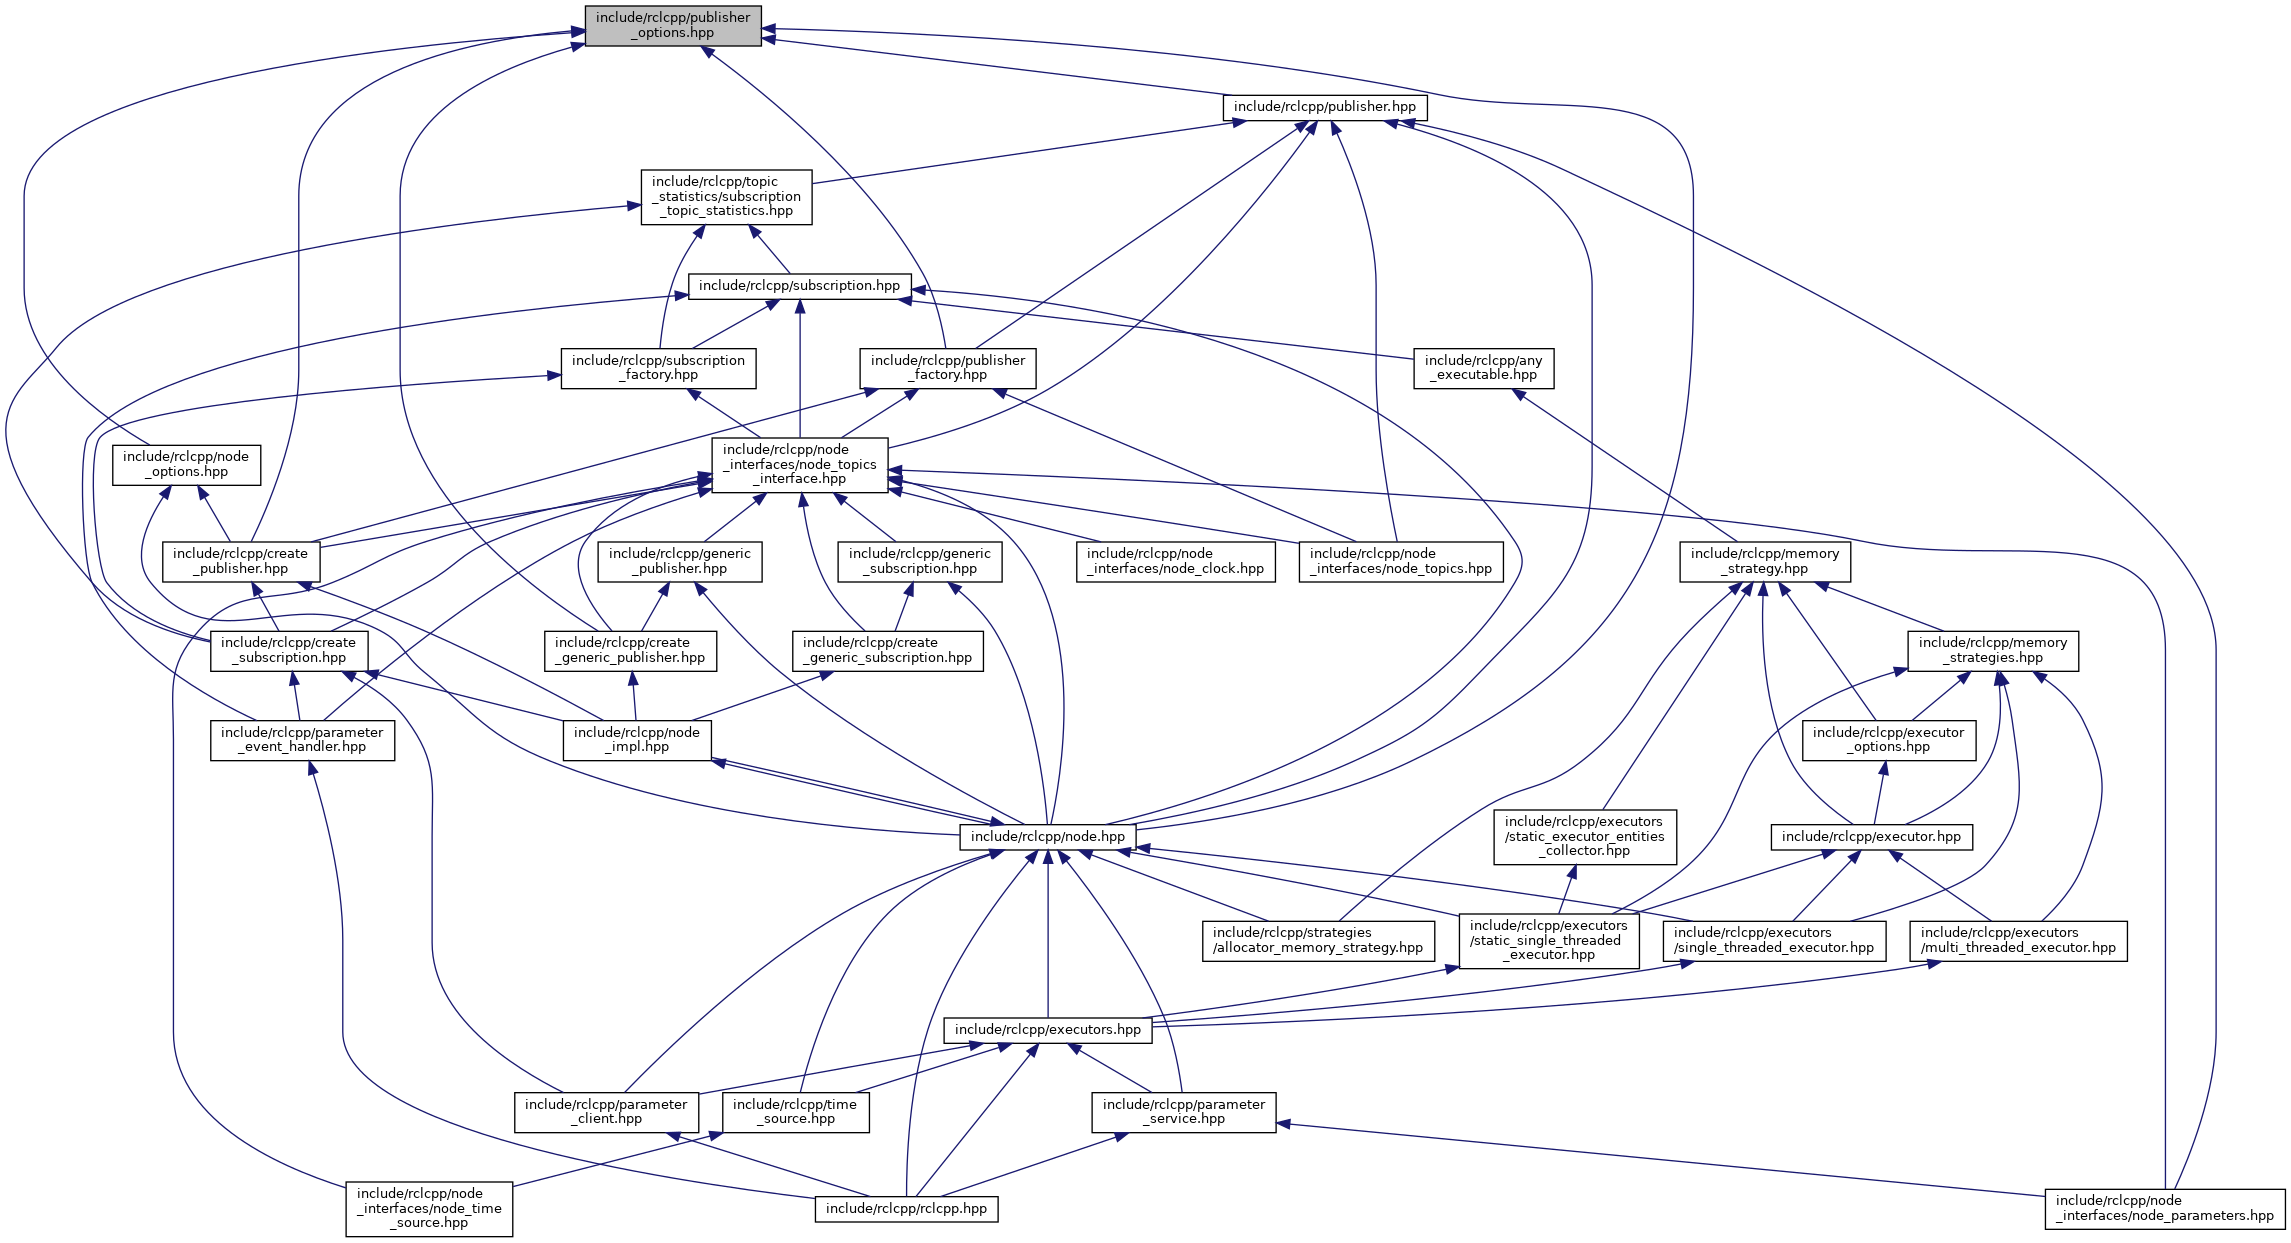 include/rclcpp/publisher
_options.hpp
include/rclcpp/publisher.hpp
include/rclcpp/topic
_statistics/subscription
_topic_statistics.hpp
include/rclcpp/subscription.hpp
include/rclcpp/subscription
_factory.hpp
include/rclcpp/publisher
_factory.hpp
include/rclcpp/any
_executable.hpp
include/rclcpp/node
_options.hpp
include/rclcpp/node
_interfaces/node_topics
_interface.hpp
include/rclcpp/create
_publisher.hpp
include/rclcpp/generic
_publisher.hpp
include/rclcpp/generic
_subscription.hpp
include/rclcpp/node
_interfaces/node_clock.hpp
include/rclcpp/node
_interfaces/node_topics.hpp
include/rclcpp/memory
_strategy.hpp
include/rclcpp/create
_subscription.hpp
include/rclcpp/create
_generic_publisher.hpp
include/rclcpp/create
_generic_subscription.hpp
include/rclcpp/memory
_strategies.hpp
include/rclcpp/parameter
_event_handler.hpp
include/rclcpp/node
_impl.hpp
include/rclcpp/executor
_options.hpp
include/rclcpp/node.hpp
include/rclcpp/executors
/static_executor_entities
_collector.hpp
include/rclcpp/executor.hpp
include/rclcpp/strategies
/allocator_memory_strategy.hpp
include/rclcpp/executors
/static_single_threaded
_executor.hpp
include/rclcpp/executors
/single_threaded_executor.hpp
include/rclcpp/executors
/multi_threaded_executor.hpp
include/rclcpp/executors.hpp
include/rclcpp/parameter
_client.hpp
include/rclcpp/time
_source.hpp
include/rclcpp/parameter
_service.hpp
include/rclcpp/node
_interfaces/node_time
_source.hpp
include/rclcpp/rclcpp.hpp
include/rclcpp/node
_interfaces/node_parameters.hpp